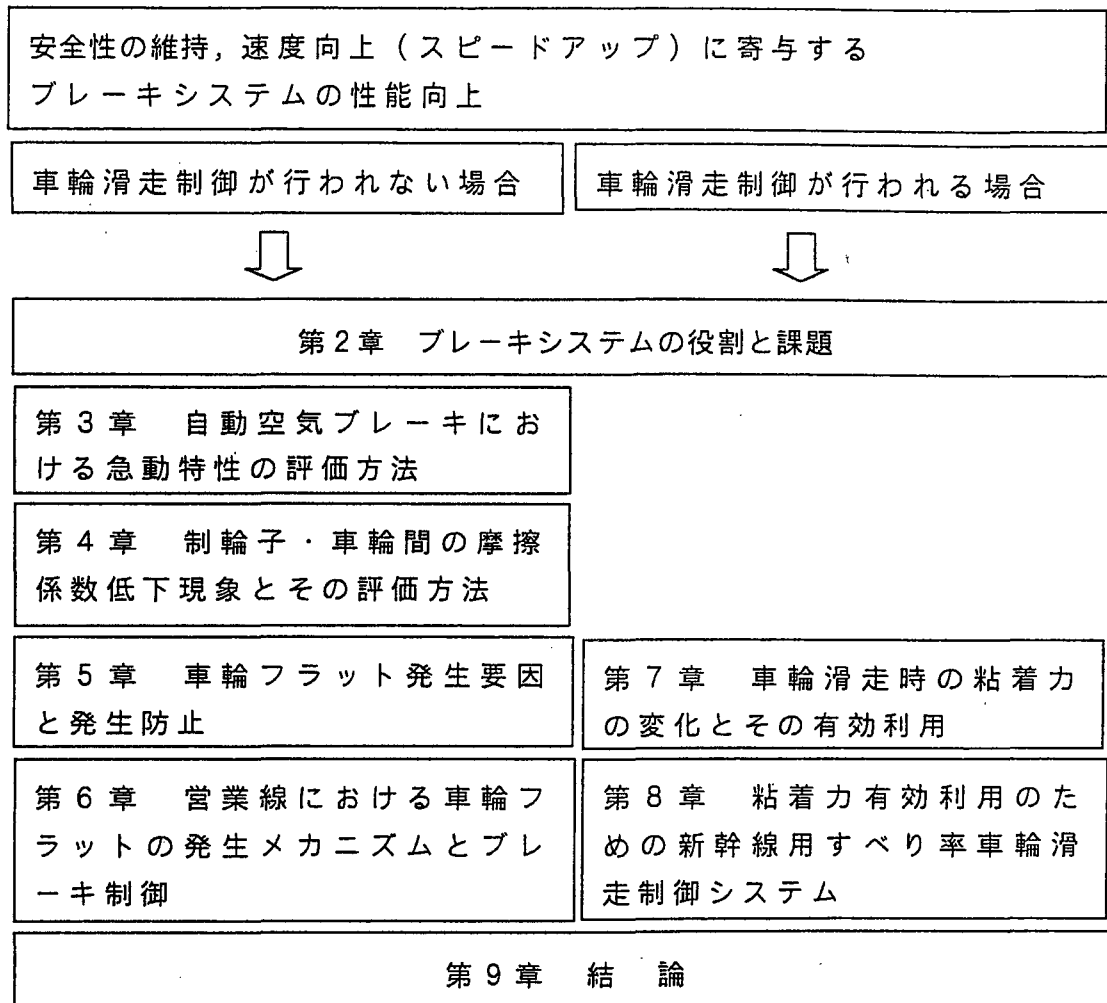 安全性の維持，速度向上（スピードアップ）に寄与する
ブレーキシステムの性能向上
車輪滑走制御が行われない場合
車輪滑走制御が行われる場合
第2章　ブレーキシステムの役割と課題
第3章　自動空気ブレーキにお
ける急動特性の評価方法
第4章　制輪子・車輪間の摩擦
係数低下現象とその評価方法
第5章　車輪フラット発生要因
と発生防止
第6章　営業線における車輪フ
ラットの発生メカニズムとブレ
ーキ制御
第7章　車輪滑走時の粘着力
の変化とその有効利用
第8章　粘着力有効利用のた
めの新幹線用すべり率車輪滑
走制御システム
第9章　結　論